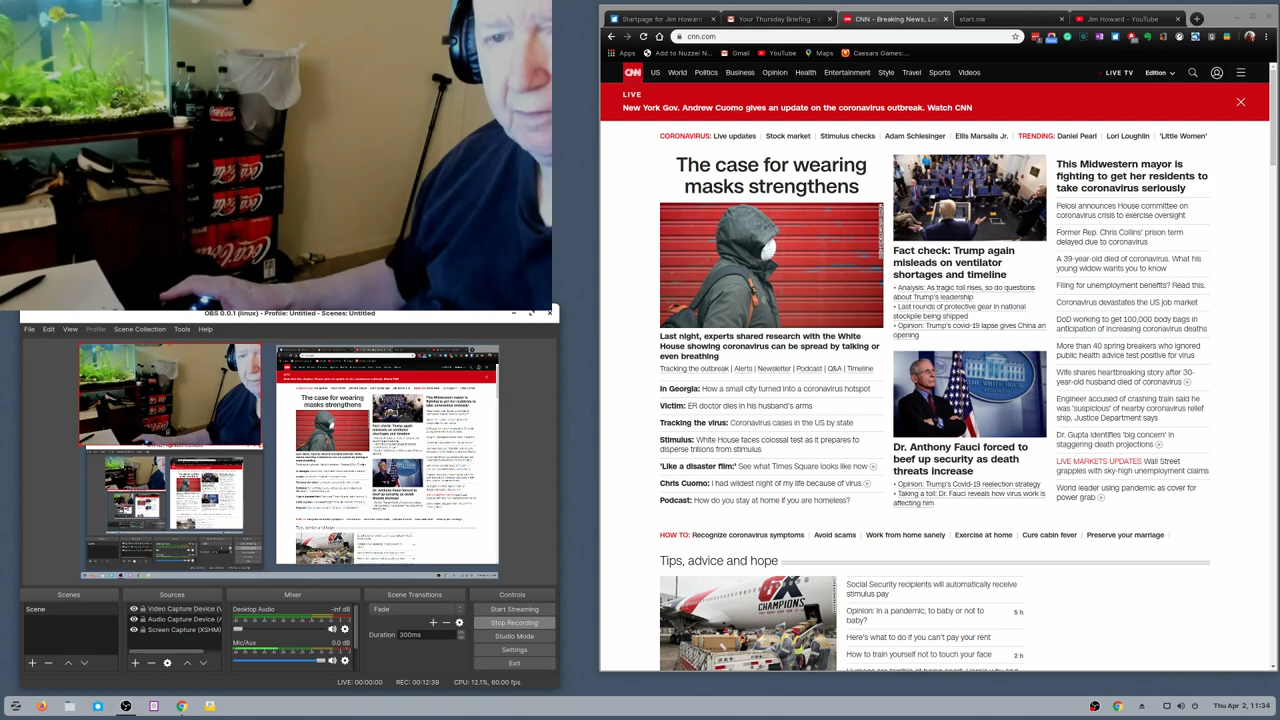 Coca-Cola
Coca-Cola
Coca-Cola
Coca-Cola
OBS 0.0.1 (linux) - Profile: Untitled - Scenes: Untitled
File Edit View Profile Scene Collection Tools Help
Scenes
Scene
Sources
Video Capture Device (V
Audio Capture Device (A
Screen Capture (XSHM)
Mixer
Desktop Audio -inf dB
Mic/Aux 0.0 dB
Scene Transitions
Fade
Duration 300ms
Controls
Start Streaming
Stop Recording
Studio Mode
Settings
Exit
LIVE: 00:00:00 REC: 00:12:39 CPU: 12.1%, 60.00 fps
Startpage for Jim Howard
Your Thursday Briefing -
CNN - Breaking News, Lat
start.me
Jim Howard - YouTube
cnn.com
Apps Add to Nuzzel N... Gmail YouTube Maps Caesars Games:...
CNN US World Politics Business Opinion Health Entertainment Style Travel Sports Videos LIVE TV Edition
LIVE
New York Gov. Andrew Cuomo gives an update on the coronavirus outbreak. Watch CNN
CORONAVIRUS: Live updates Stock market Stimulus checks Adam Schlesinger Ellis Marsalis Jr. TRENDING: Daniel Pearl Lori Loughlin 'Little Women'
The case for wearing
masks strengthens
Last night, experts shared research with the White
House showing coronavirus can be spread by talking or
even breathing
Tracking the outbreak | Alerts | Newsletter | Podcast | Q&A | Timeline
In Georgia: How a small city turned into a coronavirus hotspot
Victim: ER doctor dies in his husband's arms
Tracking the virus: Coronavirus cases in the US by state
Stimulus: White House faces colossal test as it prepares to
disperse trillions from stimulus
'Like a disaster film:' See what Times Square looks like now
Chris Cuomo: I had wildest night of my life because of virus
Podcast: How do you stay at home if you are homeless?
Fact check: Trump again
misleads on ventilator
shortages and timeline
• Analysis: As tragic toll rises, so do questions
about Trump's leadership
• Last rounds of protective gear in national
stockpile being shipped
• Opinion: Trump's covid-19 lapse gives China an
opening
THE WHITE HOUSE
Dr. Anthony Fauci forced to
beef up security as death
threats increase
• Opinion: Trump's Covid-19 reelection strategy
• Taking a toll: Dr. Fauci reveals how virus work is
affecting him
This Midwestern mayor is
fighting to get her residents to
take coronavirus seriously
Pelosi announces House committee on
coronavirus crisis to exercise oversight
Former Rep. Chris Collins' prison term
delayed due to coronavirus
A 39-year-old died of coronavirus. What his
young widow wants you to know
Filing for unemployment benefits? Read this.
Coronavirus devastates the US job market
DoD working to get 100,000 body bags in
anticipation of increasing coronavirus deaths
More than 40 spring breakers who ignored
public health advice test positive for virus
Wife shares heartbreaking story after 30-
year-old husband died of coronavirus
Engineer accused of crashing train said he
was 'suspicious' of nearby coronavirus relief
ship, Justice Department says
Dr. Gupta identifies 'big concern' in
staggering death projections
LIVE MARKETS UPDATES Wall Street
grapples with sky-high unemployment claims
World leader using pandemic as cover for
power grab
HOW TO: Recognize coronavirus symptoms Avoid scams Work from home sanely Exercise at home Cure cabin fever Preserve your marriage
Tips, advice and hope
CHAMPIONS
Social Security recipients will automatically receive
stimulus pay
Opinion: In a pandemic, to baby or not to
baby? 5 h
Here's what to do if you can't pay your rent
How to train yourself not to touch your face 2 h
Thu Apr 2, 11:34